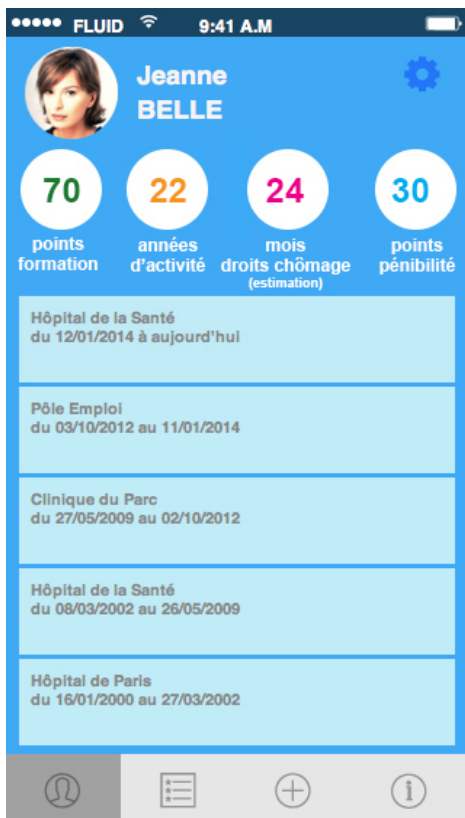 FLUID 9:41 A.M
Jeanne
BELLE
70 22 24 30
points années mois points
formation d'activité droits chômage pénibilité
(estimation)
Hôpital de la Santé
du 12/01/2014 à aujourd'hui
Pôle Emploi
du 03/10/2012 au 11/01/2014
Clinique du Parc
du 27/05/2009 au 02/10/2012
Hôpital de la Santé
du 08/03/2002 au 26/05/2009
Hôpital de Paris
du 16/01/2000 au 27/03/2002